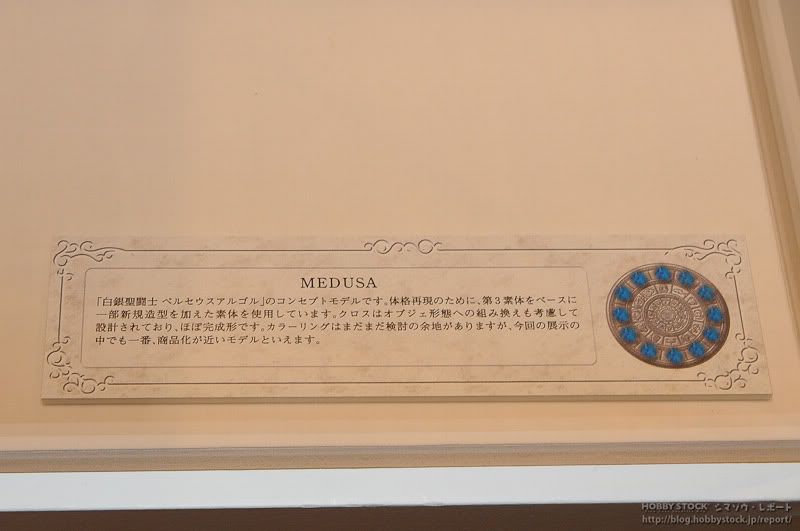 MEDUSA
「白銀聖闘士 ペルセウスアルゴル」のコンセプトモデルです。体格再現のために、第3素体をベースに
一部新規造型を加えた素体を使用しています。クロスはオブジェ形態への組み換えも考慮して
設計されており、ほぼ完成形です。カラーリングはまだまだ検討の余地がありますが、今回の展示の
中でも一番、商品化が近いモデルといえます。
HOBBY STOCK シマソウ・レポート
http://blog.hobbystock.jp/report/